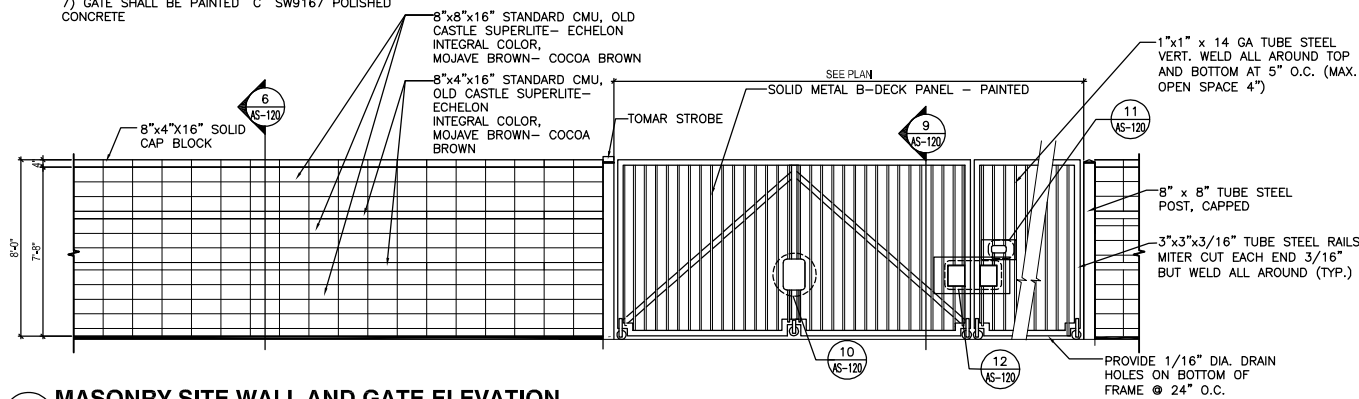 7) GATE SHALL BE PAINTED "C" SW9167 POLISHED
CONCRETE
8"x8"x16" STANDARD CMU, OLD
CASTLE SUPERLITE- ECHELON
INTEGRAL COLOR,
MOJAVE BROWN- COCOA BROWN
8"x4"x16" STANDARD CMU,
OLD CASTLE SUPERLITE-
ECHELON
INTEGRAL COLOR,
MOJAVE BROWN- COCOA
BROWN
6
AS-120
8"x4"X16" SOLID
CAP BLOCK
SEE PLAN
SOLID METAL B-DECK PANEL - PAINTED
TOMAR STROBE
9
AS-120
1"x1" x 14 GA TUBE STEEL
VERT. WELD ALL AROUND TOP
AND BOTTOM AT 5" O.C. (MAX.
OPEN SPACE 4")
11
AS-120
4"
8'-0"
7'-8"
8" x 8" TUBE STEEL
POST, CAPPED
3"x3"x3/16" TUBE STEEL RAILS
MITER CUT EACH END 3/16"
BUT WELD ALL AROUND (TYP.)
10
AS-120
12
AS-120
PROVIDE 1/16" DIA. DRAIN
HOLES ON BOTTOM OF
FRAME @ 24" O.C.
MASONRY SITE WALL AND GATE ELEVATION